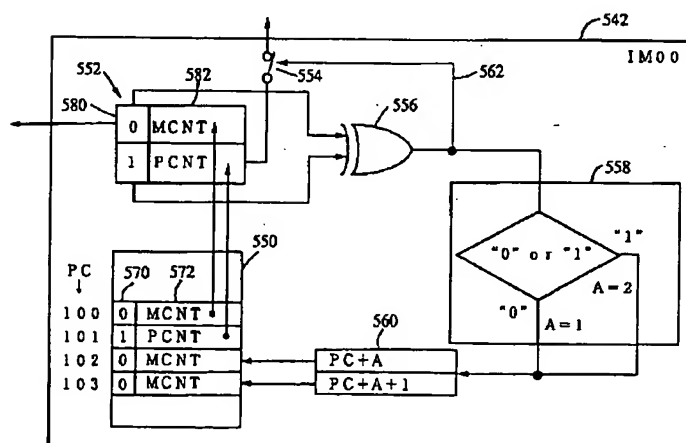 542
IM00
552
582
554
562
580
556
0 MCNT
1 PCNT
558
"0" or "1"
"1"
A=2
"0"
A=1
550
PC
570
572
100 0 MCNT
101 1 PCNT
102 0 MCNT
103 0 MCNT
560
PC+A
PC+A+1